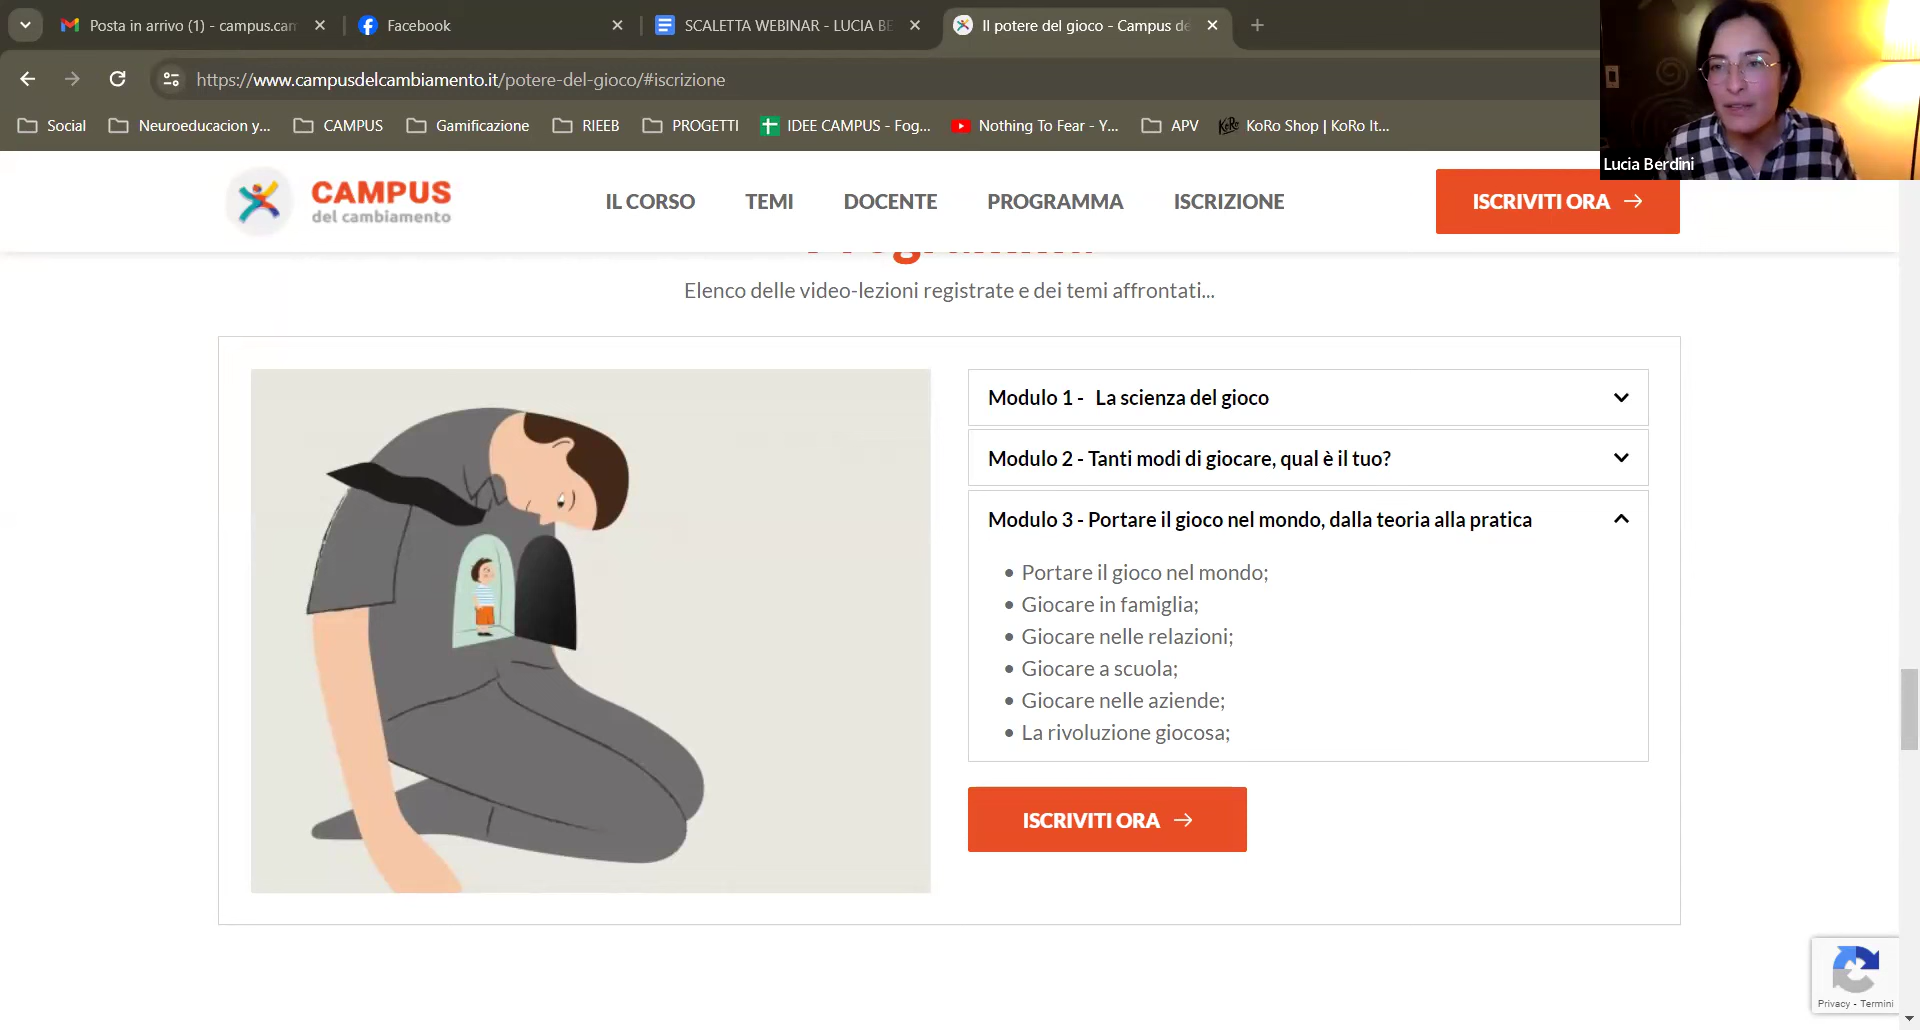 Posta in arrivo (1) - campus.cam
Facebook
SCALETTA WEBINAR - LUCIA BE
Il potere del gioco - Campus de
https://www.campusdelcambiamento.it/potere-del-gioco/#iscrizione
Social
Neuroeducacion y...
CAMPUS
Gamificazione
RIEEB
PROGETTI
IDEE CAMPUS - Fog...
Nothing To Fear - Y...
APV
KoRo Shop | KoRo It...
Lucia Berdini
CAMPUS
del cambiamento
IL CORSO
TEMI
DOCENTE
PROGRAMMA
ISCRIZIONE
ISCRIVITI ORA
Programma
Elenco delle video-lezioni registrate e dei temi affrontati...
Modulo 1 - La scienza del gioco
Modulo 2 - Tanti modi di giocare, qual è il tuo?
Modulo 3 - Portare il gioco nel mondo, dalla teoria alla pratica
• Portare il gioco nel mondo;
• Giocare in famiglia;
• Giocare nelle relazioni;
• Giocare a scuola;
• Giocare nelle aziende;
• La rivoluzione giocosa;
ISCRIVITI ORA
Privacy - Termini